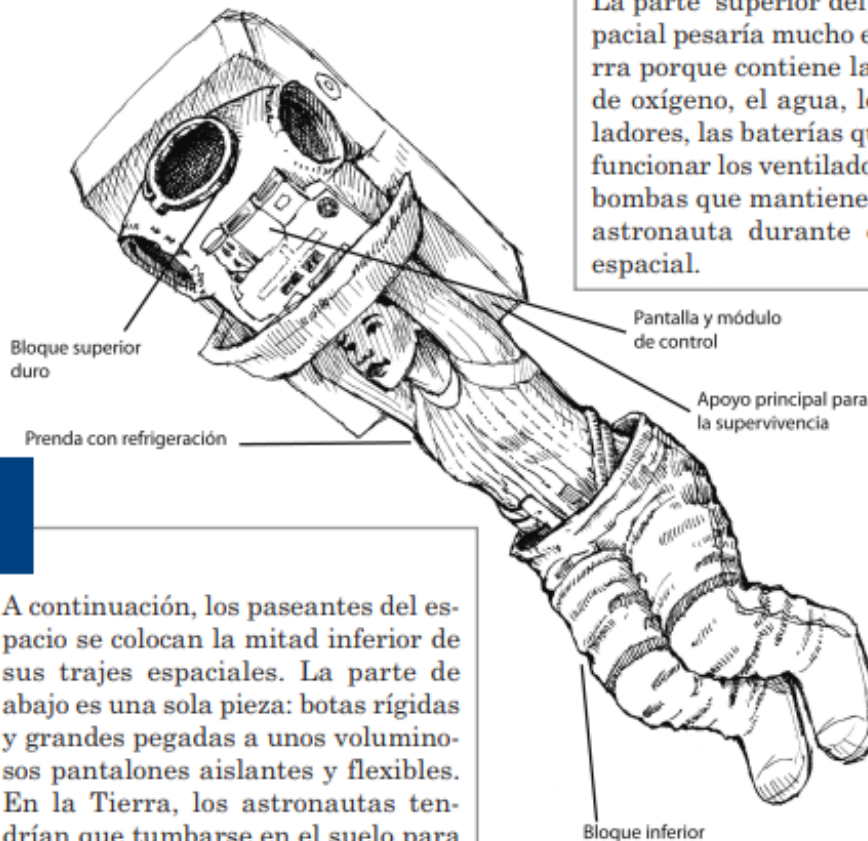 La parte superior del
pacial pesaría mucho e
rra porque contiene la
de oxígeno, el agua, l
ladores, las baterías q
funcionar los ventilado
bombas que mantiene
astronauta durante
espacial.
Pantalla y módulo
de control
Bloque superior
duro
Apoyo principal para
la supervivencia
Prenda con refrigeración
A continuación, los paseantes del es-
pacio se colocan la mitad inferior de
sus trajes espaciales. La parte de
abajo es una sola pieza: botas rígidas
y grandes pegadas a unos volumino-
sos pantalones aislantes y flexibles.
En la Tierra, los astronautas ten-
drían que tumbarse en el suelo para
Bloque inferior